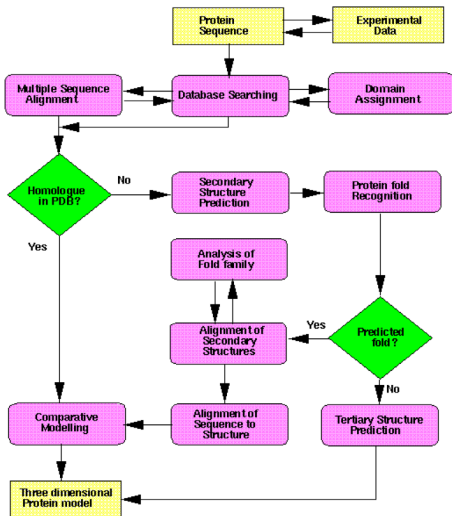 Protein
Sequence
Experimental
Data
Multiple Sequence
Alignment
Database Searching
Domain
Assignment
Homologue
in PDB?
No
Secondary
Structure
Prediction
Protein fold
Recognition
Yes
Analysis of
Fold family
Alignment of
Secondary
Structures
Yes
Predicted
fold?
No
Comparative
Modelling
Alignment of
Sequence to
Structure
Tertiary Structure
Prediction
Three dimensional
Protein model